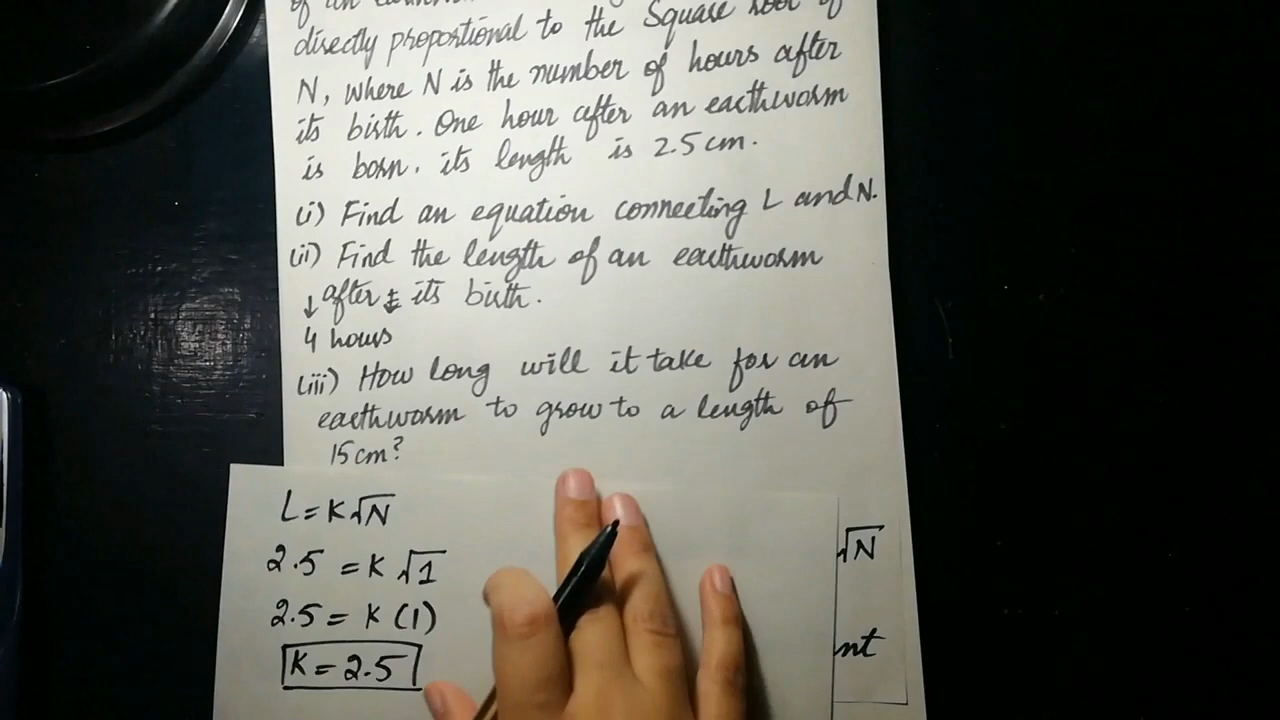 of an
directly proportional to the Square root of
N, where N is the number of hours after
its birth. One hour after an earthworm
is born, its length is 2.5 cm.
(i) Find an equation connecting L and N.
(ii) Find the length of an earthworm
↓ after its birth.
4 hours
(iii) How long will it take for an
earthworm to grow to a length of
15 cm?
L = K√N
2.5 = K √1
2.5 = K (1)
K = 2.5
√N
nt